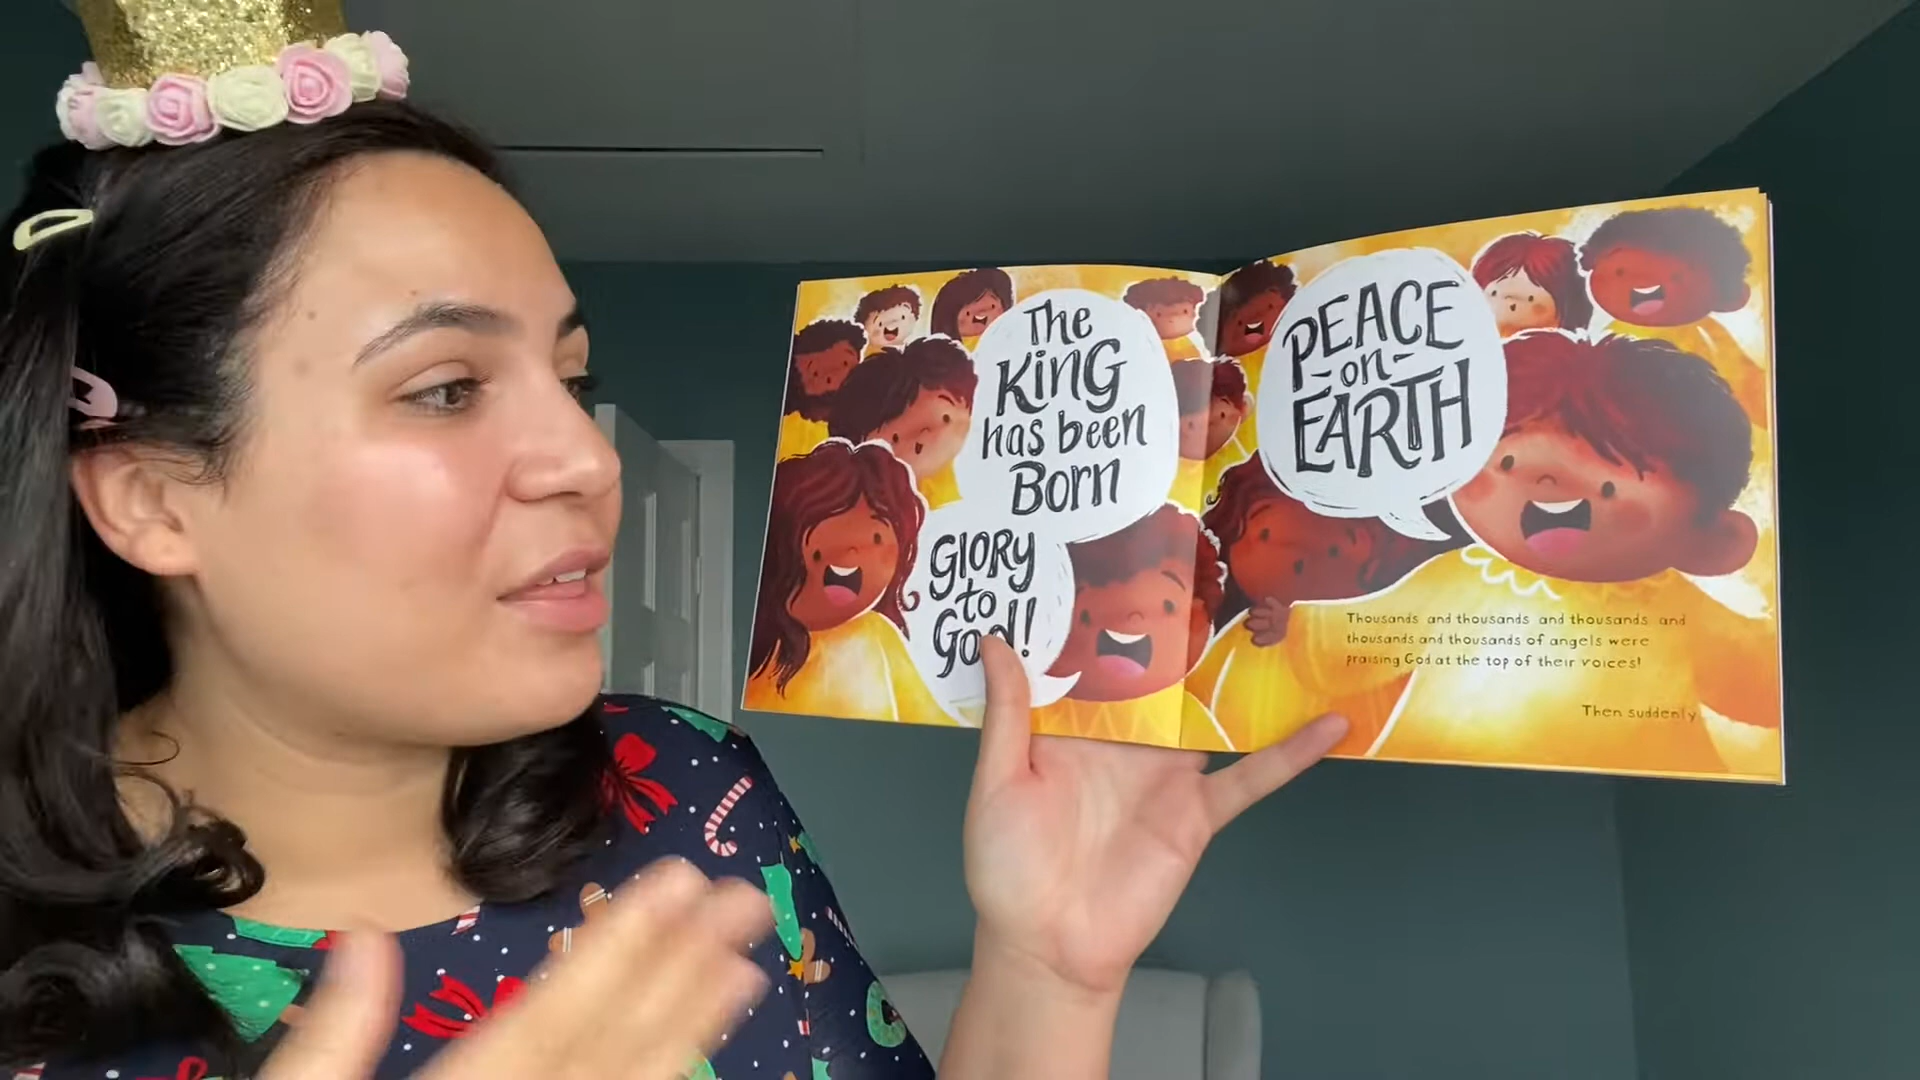 The
King
has been
Born
Glory
to
God!
PEACE
-on-
EARTH
Thousands and thousands and thousands and
thousands and thousands of angels were
praising God at the top of their voices!
Then suddenly